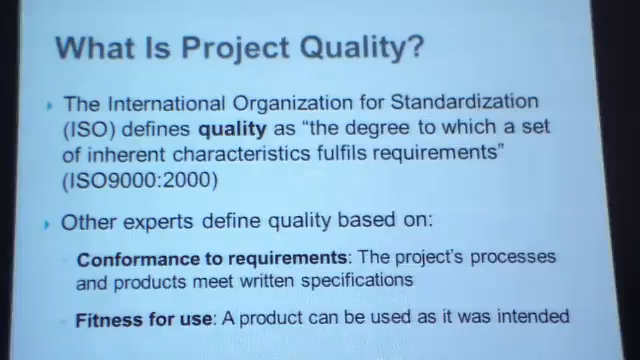 What Is Project Quality?
The International Organization for Standardization
(ISO) defines quality as “the degree to which a set
of inherent characteristics fulfils requirements”
(ISO9000:2000)
Other experts define quality based on:
Conformance to requirements: The project's processes
and products meet written specifications
Fitness for use: A product can be used as it was intended